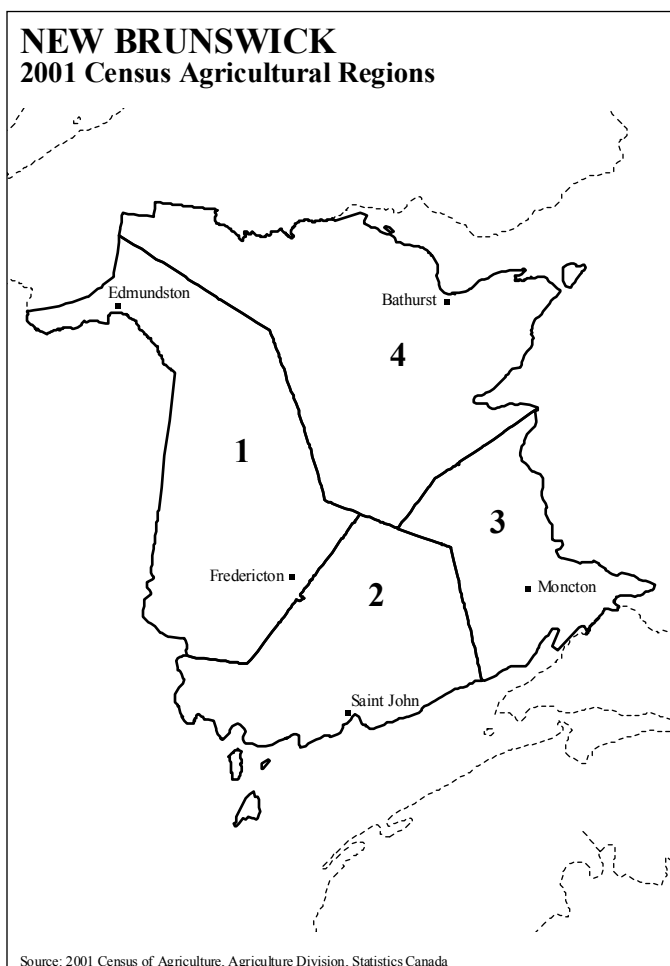 NEW BRUNSWICK
2001 Census Agricultural Regions
Edmundston
Bathurst
4
1
3
Fredericton
Moncton
2
Saint John
Source: 2001 Census of Agriculture, Agriculture Division, Statistics Canada